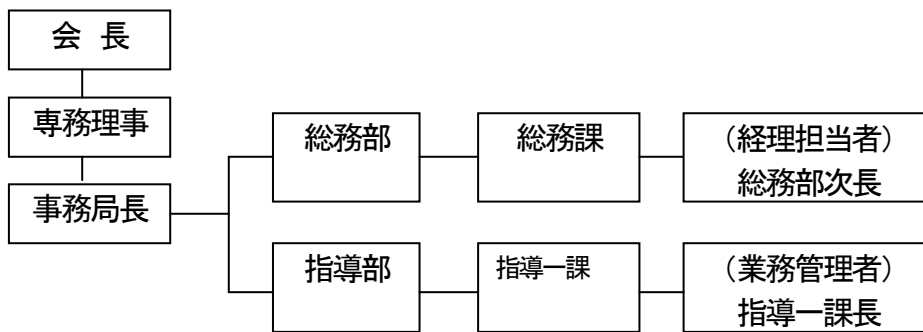 会 長
専務理事
事務局長
総務部
総務課
（経理担当者）
総務部次長
指導部
指導一課
（業務管理者）
指導一課長